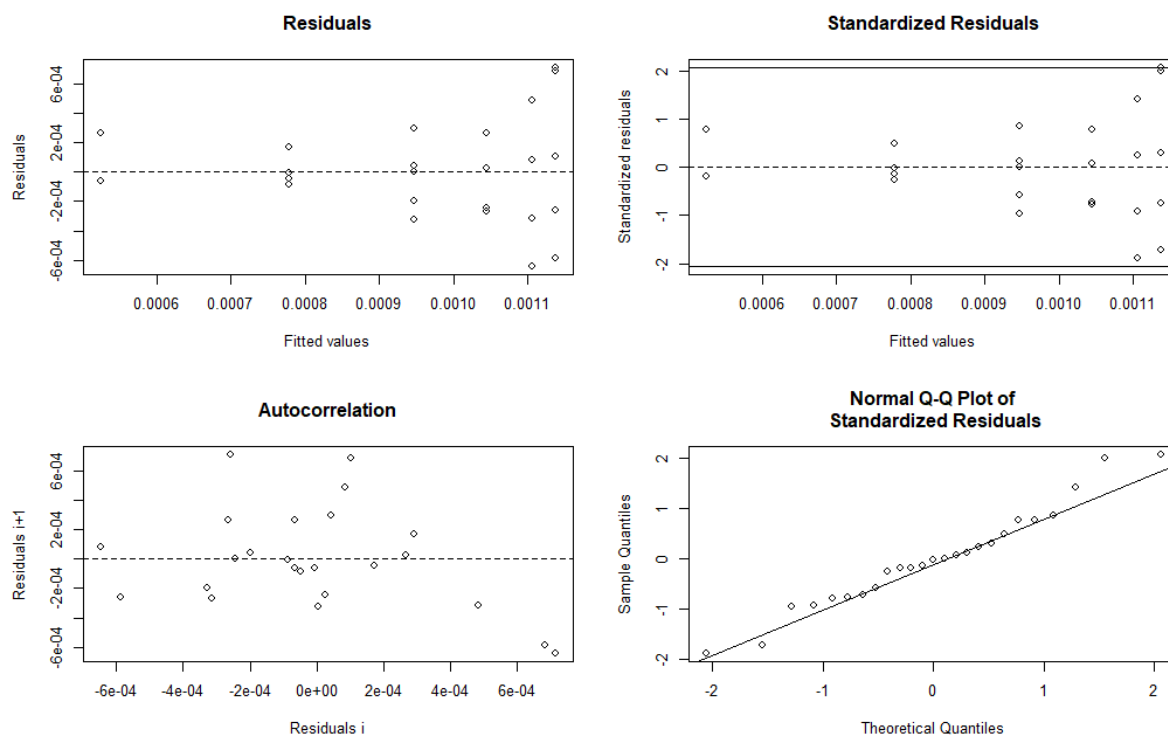 Residuals
Residuals
6e-04
2e-04
-2e-04
-6e-04
0.0006 0.0007 0.0008 0.0009 0.0010 0.0011
Fitted values
Standardized Residuals
Standardized residuals
2
1
0
-1
-2
0.0006 0.0007 0.0008 0.0009 0.0010 0.0011
Fitted values
Autocorrelation
Residuals i+1
6e-04
2e-04
-2e-04
-6e-04
-6e-04 -4e-04 -2e-04 0e+00 2e-04 4e-04 6e-04
Residuals i
Normal Q-Q Plot of
Standardized Residuals
Sample Quantiles
2
1
0
-1
-2
-2 -1 0 1 2
Theoretical Quantiles